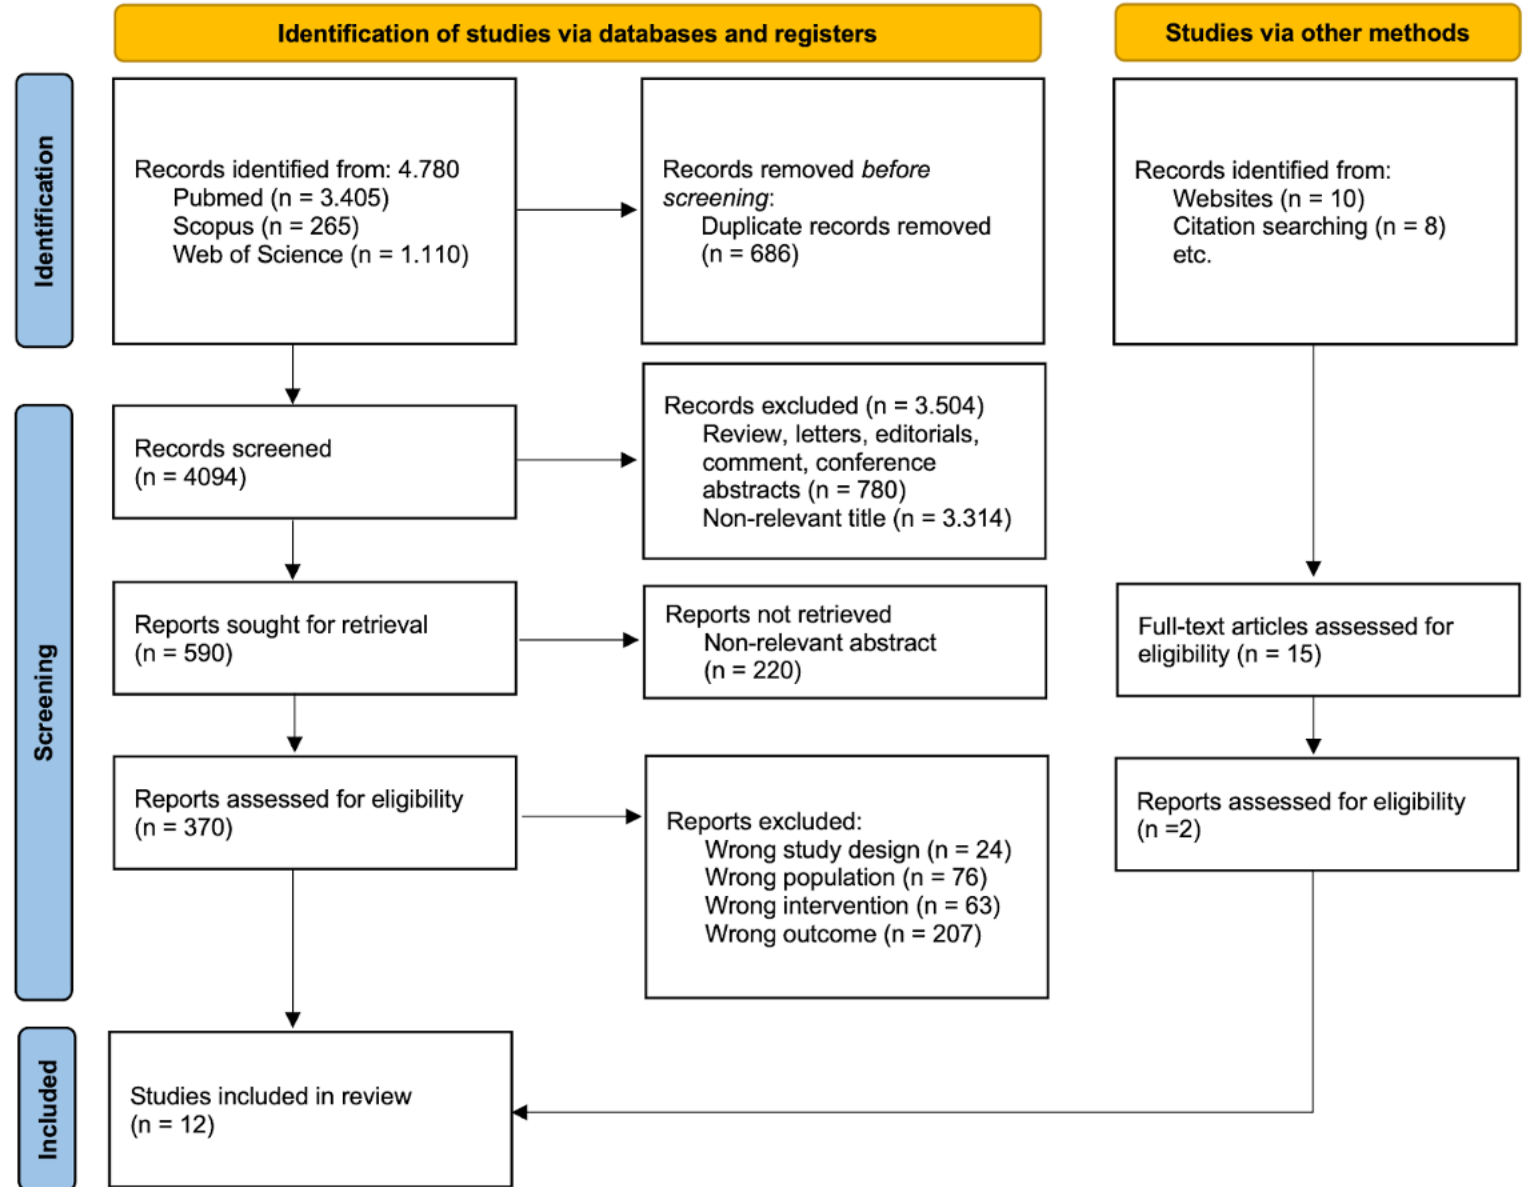 Identification of studies via databases and registers
Studies via other methods
Identification
Records identified from: 4.780
Pubmed (n = 3.405)
Scopus (n = 265)
Web of Science (n = 1.110)
Records removed before
screening:
Duplicate records removed
(n = 686)
Records identified from:
Websites (n = 10)
Citation searching (n = 8)
etc.
Screening
Records screened
(n = 4094)
Records excluded (n = 3.504)
Review, letters, editorials,
comment, conference
abstracts (n = 780)
Non-relevant title (n = 3.314)
Reports sought for retrieval
(n = 590)
Reports not retrieved
Non-relevant abstract
(n = 220)
Full-text articles assessed for
eligibility (n = 15)
Reports assessed for eligibility
(n = 370)
Reports excluded:
Wrong study design (n = 24)
Wrong population (n = 76)
Wrong intervention (n = 63)
Wrong outcome (n = 207)
Reports assessed for eligibility
(n =2)
Included
Studies included in review
(n = 12)